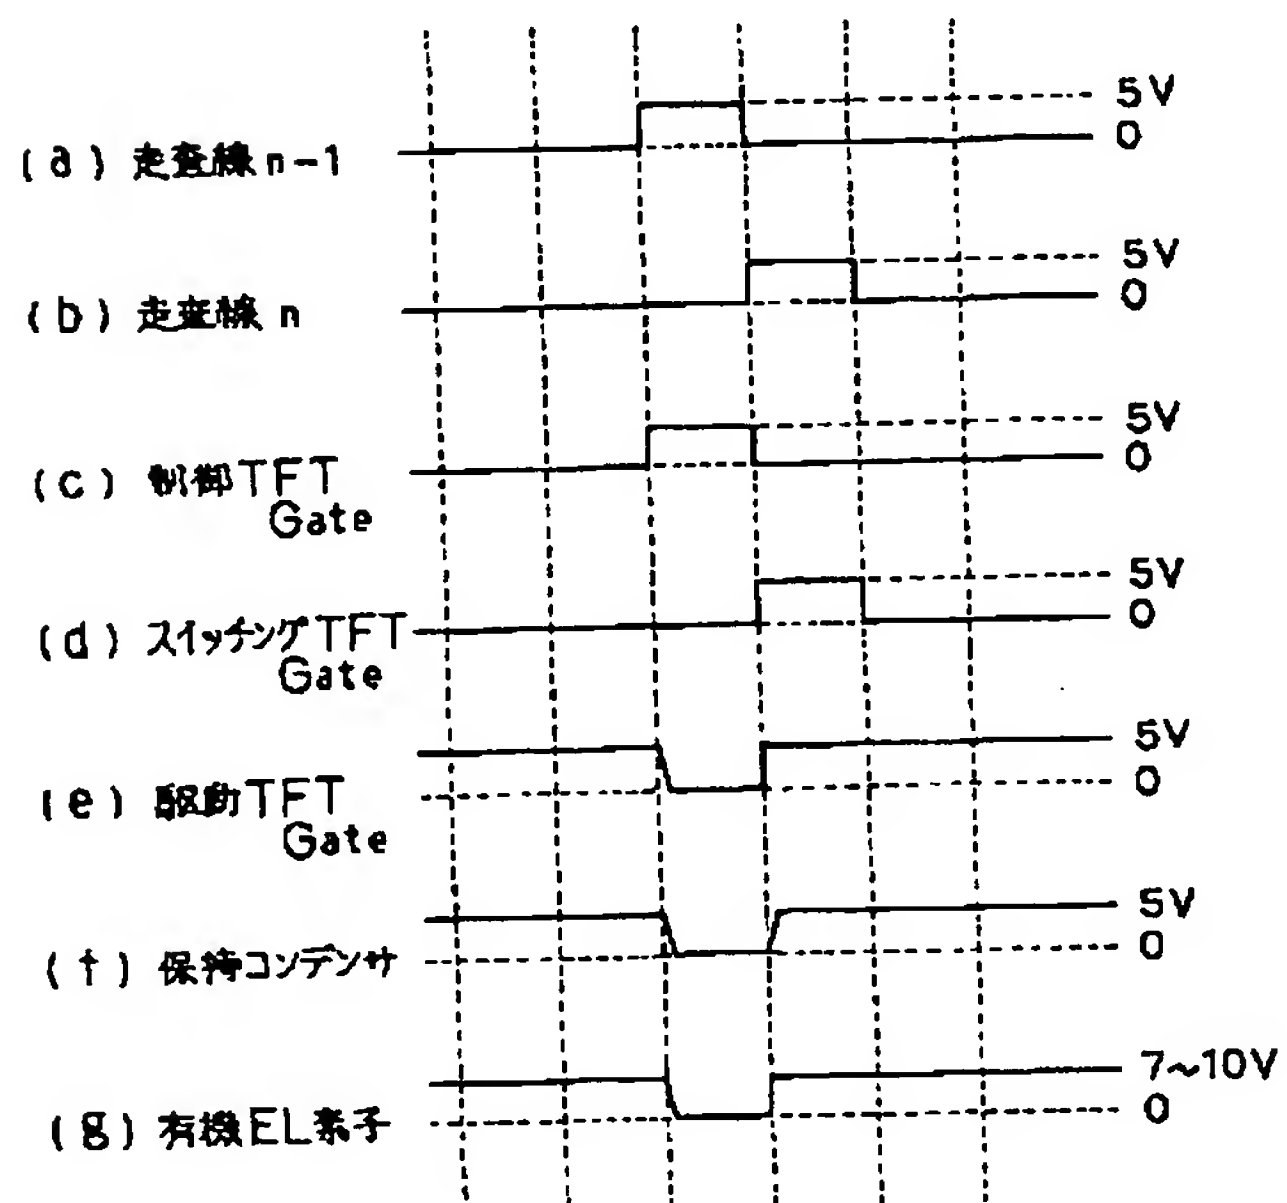 (a) 走査線 n-1
5V
0
(b) 走査線 n
5V
0
(c) 制御TFT
Gate
5V
0
(d) スイッチングTFT
Gate
5V
0
(e) 駆動TFT
Gate
5V
0
(f) 保持コンデンサ
5V
0
(g) 有機EL素子
7~10V
0